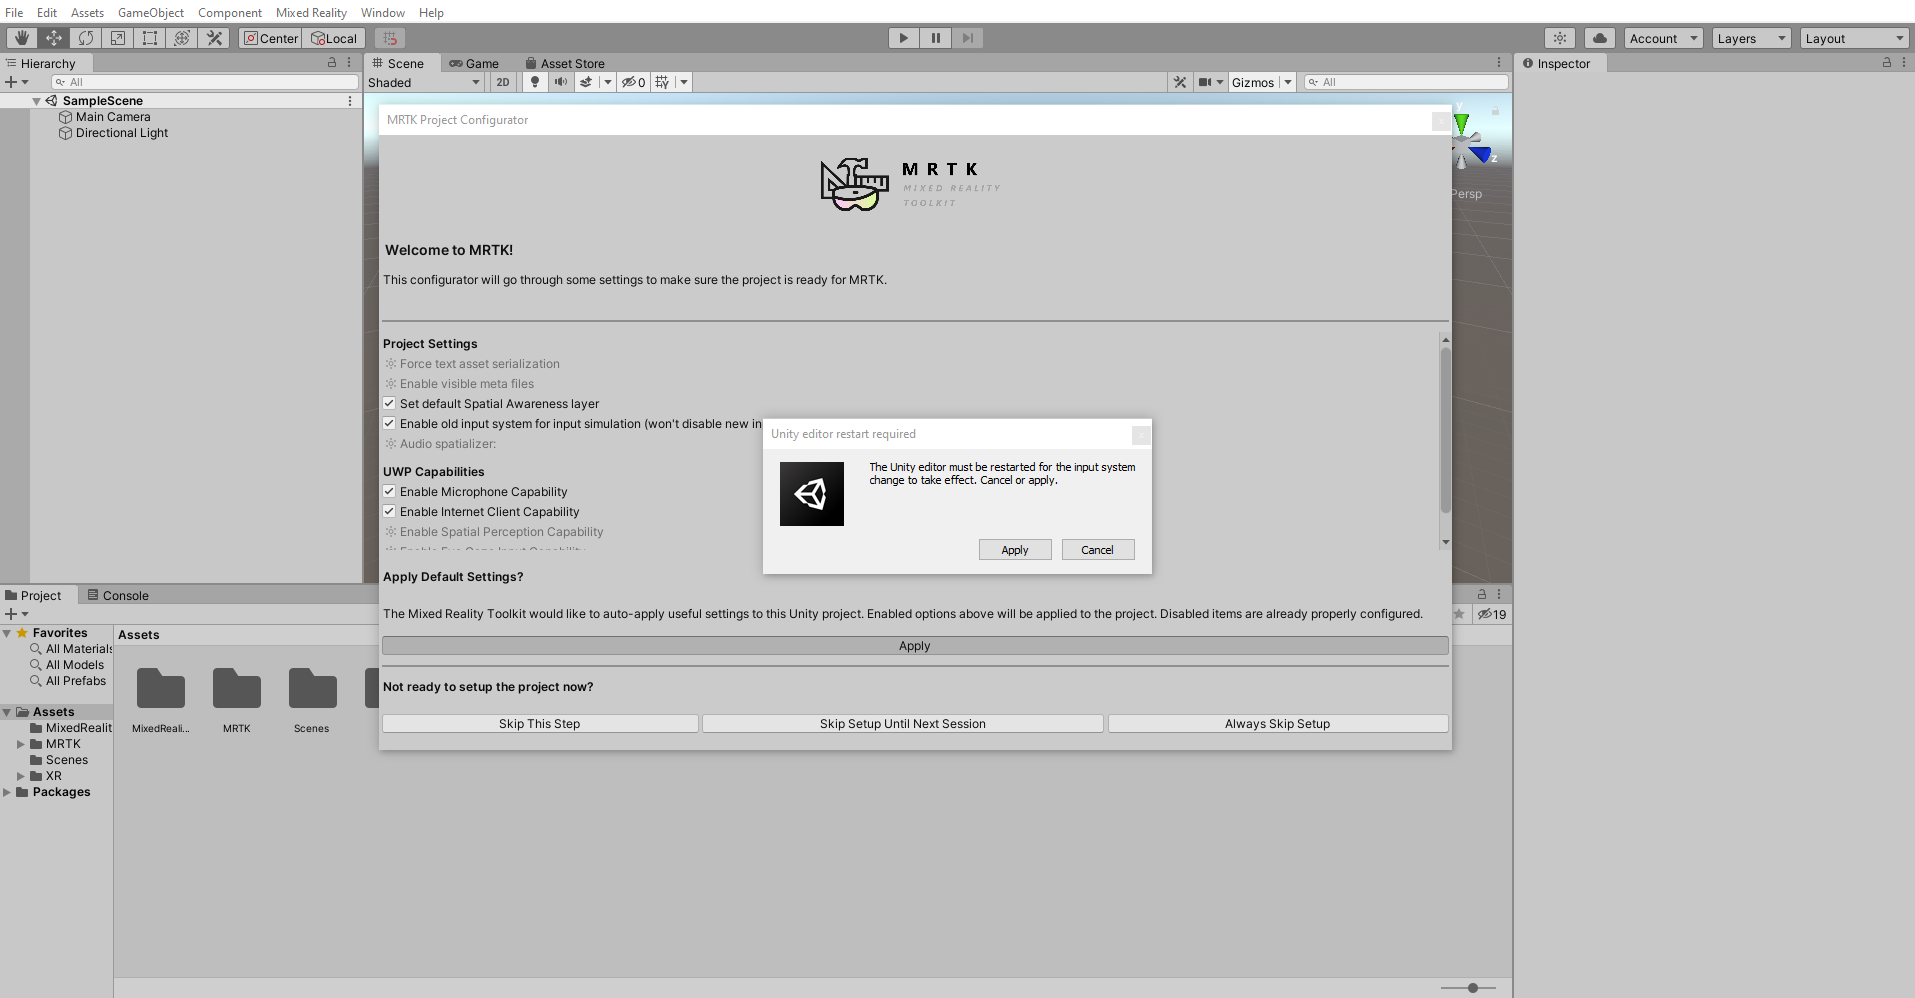 File Edit Assets GameObject Component Mixed Reality Window Help
Center Local
Account Layers Layout
Hierarchy
All
SampleScene
Main Camera
Directional Light
Scene Game Asset Store
Shaded 2D 0 Gizmos All
Inspector
y
z
Persp
MRTK Project Configurator
MRTK
MIXED REALITY
TOOLKIT
Welcome to MRTK!
This configurator will go through some settings to make sure the project is ready for MRTK.
Project Settings
Force text asset serialization
Enable visible meta files
Set default Spatial Awareness layer
Enable old input system for input simulation (won't disable new in
Audio spatializer:
UWP Capabilities
Enable Microphone Capability
Enable Internet Client Capability
Enable Spatial Perception Capability
Unity editor restart required
The Unity editor must be restarted for the input system
change to take effect. Cancel or apply.
Apply Cancel
Apply Default Settings?
The Mixed Reality Toolkit would like to auto-apply useful settings to this Unity project. Enabled options above will be applied to the project. Disabled items are already properly configured.
Apply
Not ready to setup the project now?
Skip This Step Skip Setup Until Next Session Always Skip Setup
Project Console
19
Favorites
All Materials
All Models
All Prefabs
Assets
MixedRealit
MRTK
Scenes
XR
Packages
Assets
MixedReali... MRTK Scenes